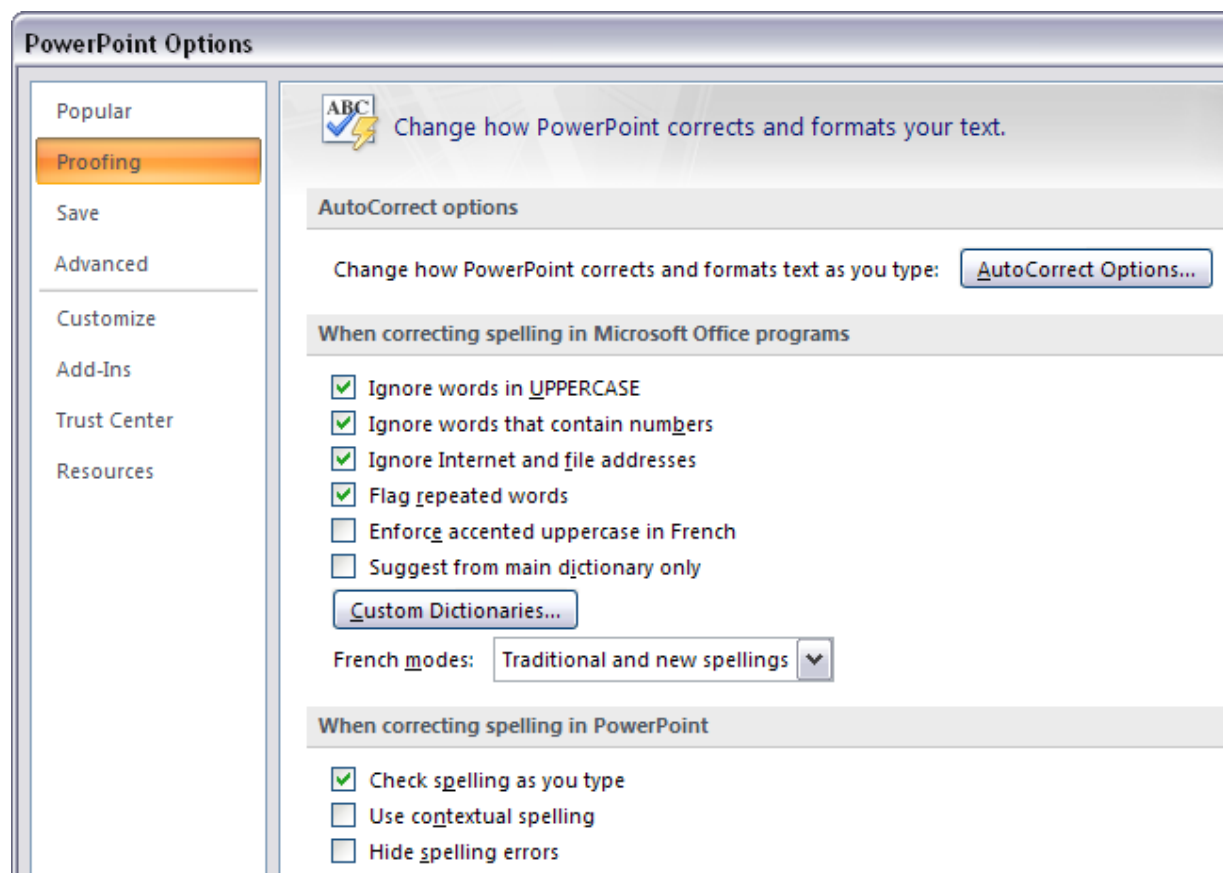 PowerPoint Options
Popular
Proofing
Save
Advanced
Customize
Add-Ins
Trust Center
Resources
ABC
Change how PowerPoint corrects and formats your text.
AutoCorrect options
Change how PowerPoint corrects and formats text as you type: AutoCorrect Options...
When correcting spelling in Microsoft Office programs
Ignore words in UPPERCASE
Ignore words that contain numbers
Ignore Internet and file addresses
Flag repeated words
Enforce accented uppercase in French
Suggest from main dictionary only
Custom Dictionaries...
French modes: Traditional and new spellings
When correcting spelling in PowerPoint
Check spelling as you type
Use contextual spelling
Hide spelling errors